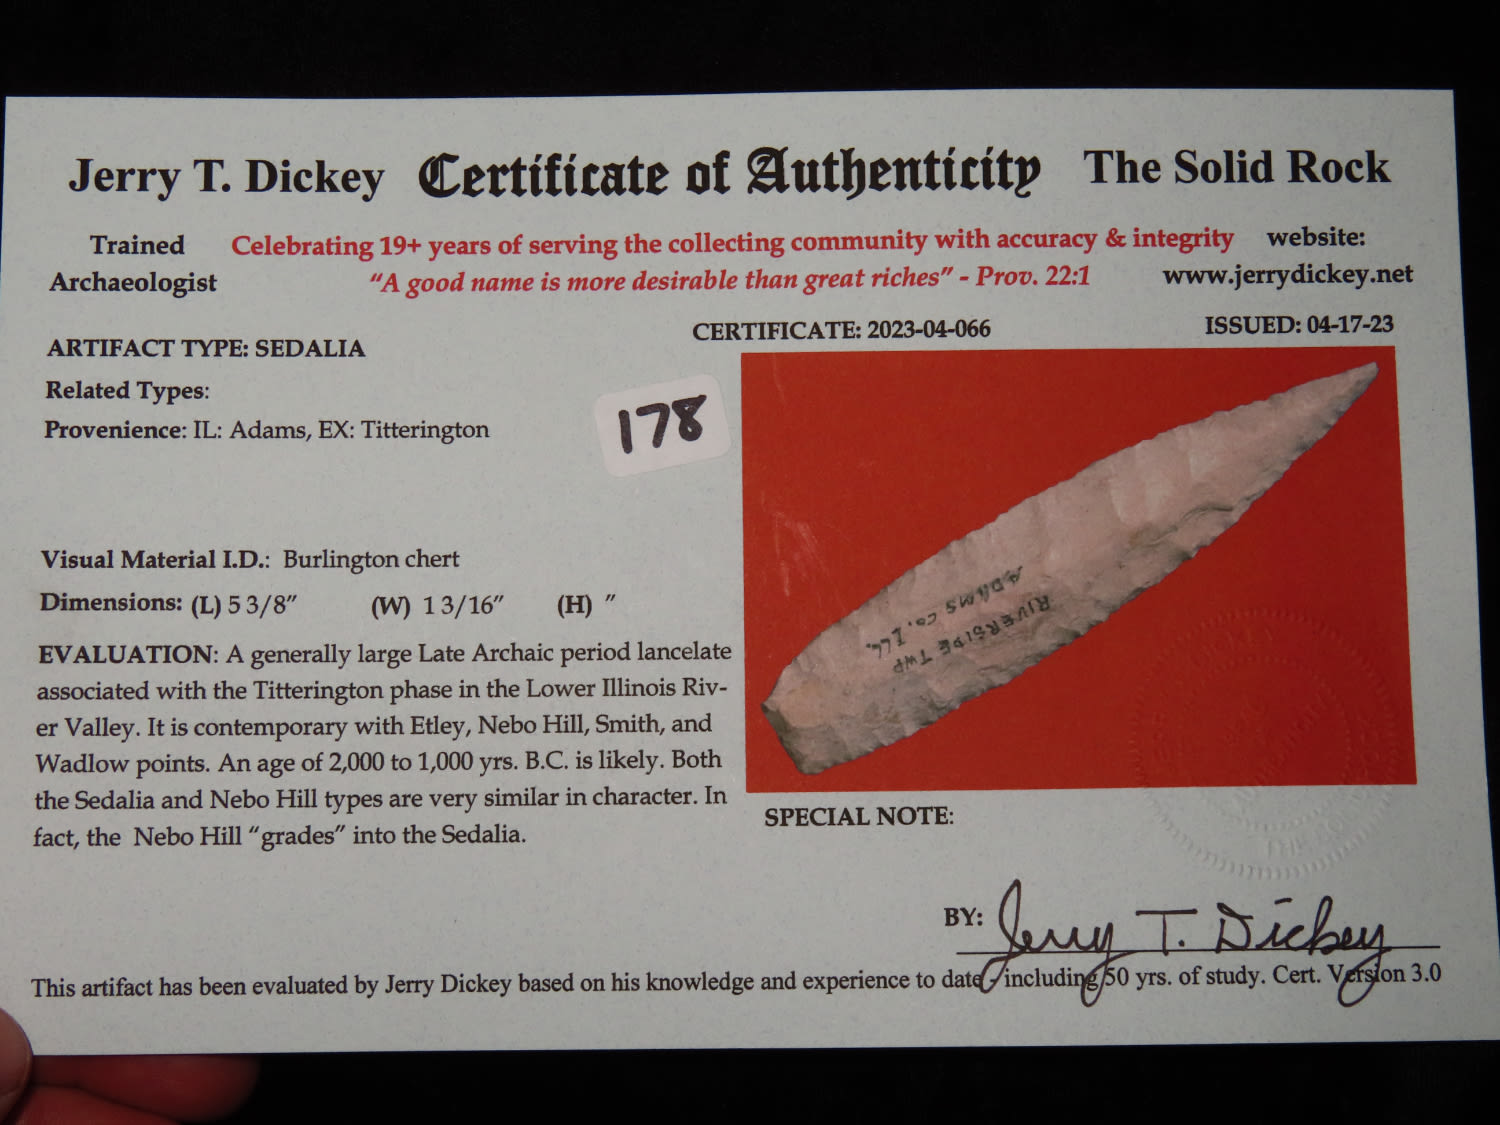 Jerry T. Dickey Certificate of Authenticity The Solid Rock
Trained Archaeologist
Celebrating 19+ years of serving the collecting community with accuracy & integrity
"A good name is more desirable than great riches" - Prov. 22:1
website:
www.jerrydickey.net
CERTIFICATE: 2023-04-066
ISSUED: 04-17-23
ARTIFACT TYPE: SEDALIA
Related Types:
Provenience: IL: Adams, EX: Titterington
178
Visual Material I.D.: Burlington chert
Dimensions: (L) 5 3/8" (W) 1 3/16" (H) "
EVALUATION: A generally large Late Archaic period lancelate
associated with the Titterington phase in the Lower Illinois Riv-
er Valley. It is contemporary with Etley, Nebo Hill, Smith, and
Wadlow points. An age of 2,000 to 1,000 yrs. B.C. is likely. Both
the Sedalia and Nebo Hill types are very similar in character. In
fact, the Nebo Hill "grades" into the Sedalia.
RIVERSIDE TWP
ADAMS CO. ILL.
SPECIAL NOTE:
BY: Jerry T. Dickey
This artifact has been evaluated by Jerry Dickey based on his knowledge and experience to date - including 50 yrs. of study. Cert. Version 3.0